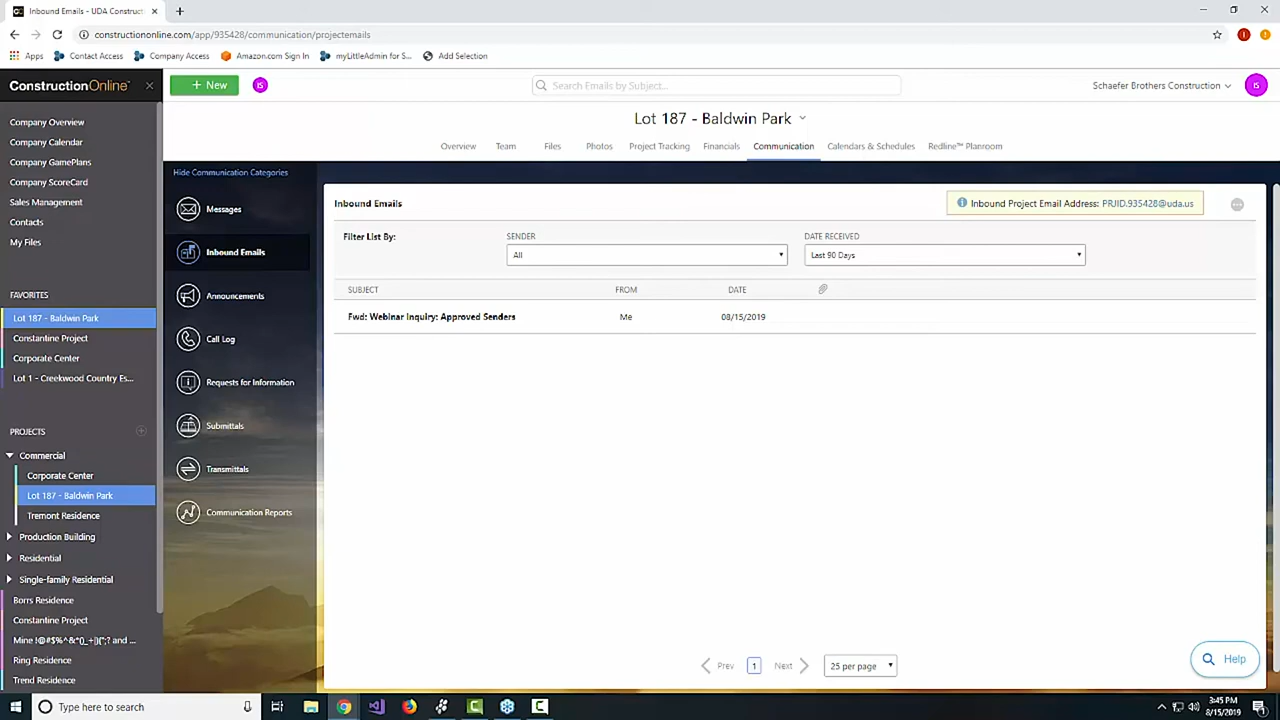 Inbound Emails - UDA Construct
constructiononline.com/app/935428/communication/projectemails
Apps Contact Access Company Access Amazon.com Sign In myLittleAdmin for S... Add Selection
ConstructionOnline™
+ New
IS
Search Emails by Subject...
Schaefer Brothers Construction
IS
Lot 187 - Baldwin Park
Overview Team Files Photos Project Tracking Financials Communication Calendars & Schedules Redline™ Planroom
Company Overview
Company Calendar
Company GamePlans
Company ScoreCard
Sales Management
Contacts
My Files
FAVORITES
Lot 187 - Baldwin Park
Constantine Project
Corporate Center
Lot 1 - Creekwood Country Es...
PROJECTS
Commercial
Corporate Center
Lot 187 - Baldwin Park
Tremont Residence
Production Building
Residential
Single-family Residential
Borrs Residence
Constantine Project
Mine !@#$%^&*()_+|}{";? and ...
Ring Residence
Trend Residence
Hide Communication Categories
Messages
Inbound Emails
Announcements
Call Log
Requests for Information
Submittals
Transmittals
Communication Reports
Inbound Emails
Inbound Project Email Address: PRJID.935428@uda.us
Filter List By:
SENDER
All
DATE RECEIVED
Last 90 Days
SUBJECT FROM DATE
Fwd: Webinar Inquiry: Approved Senders Me 08/15/2019
Prev 1 Next 25 per page
Help
Type here to search
3:45 PM
8/15/2019
1